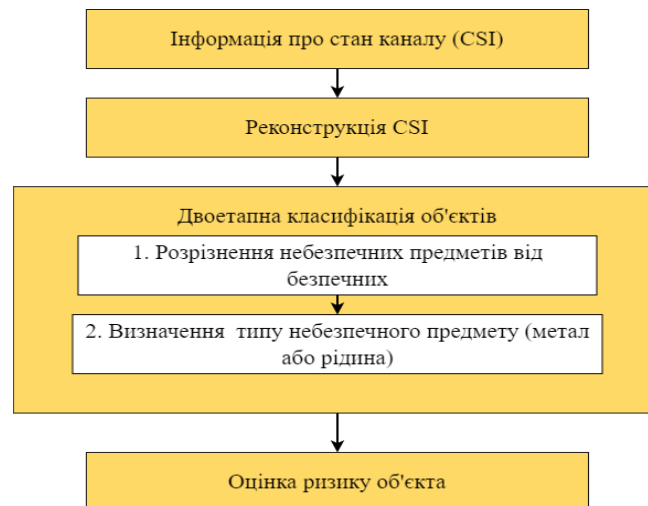 Інформація про стан каналу (CSI)
Реконструкція CSI
Двоетапна класифікація об'єктів
1. Розрізнення небезпечних предметів від
безпечних
2. Визначення типу небезпечного предмету (метал
або рідина)
Оцінка ризику об'єкта